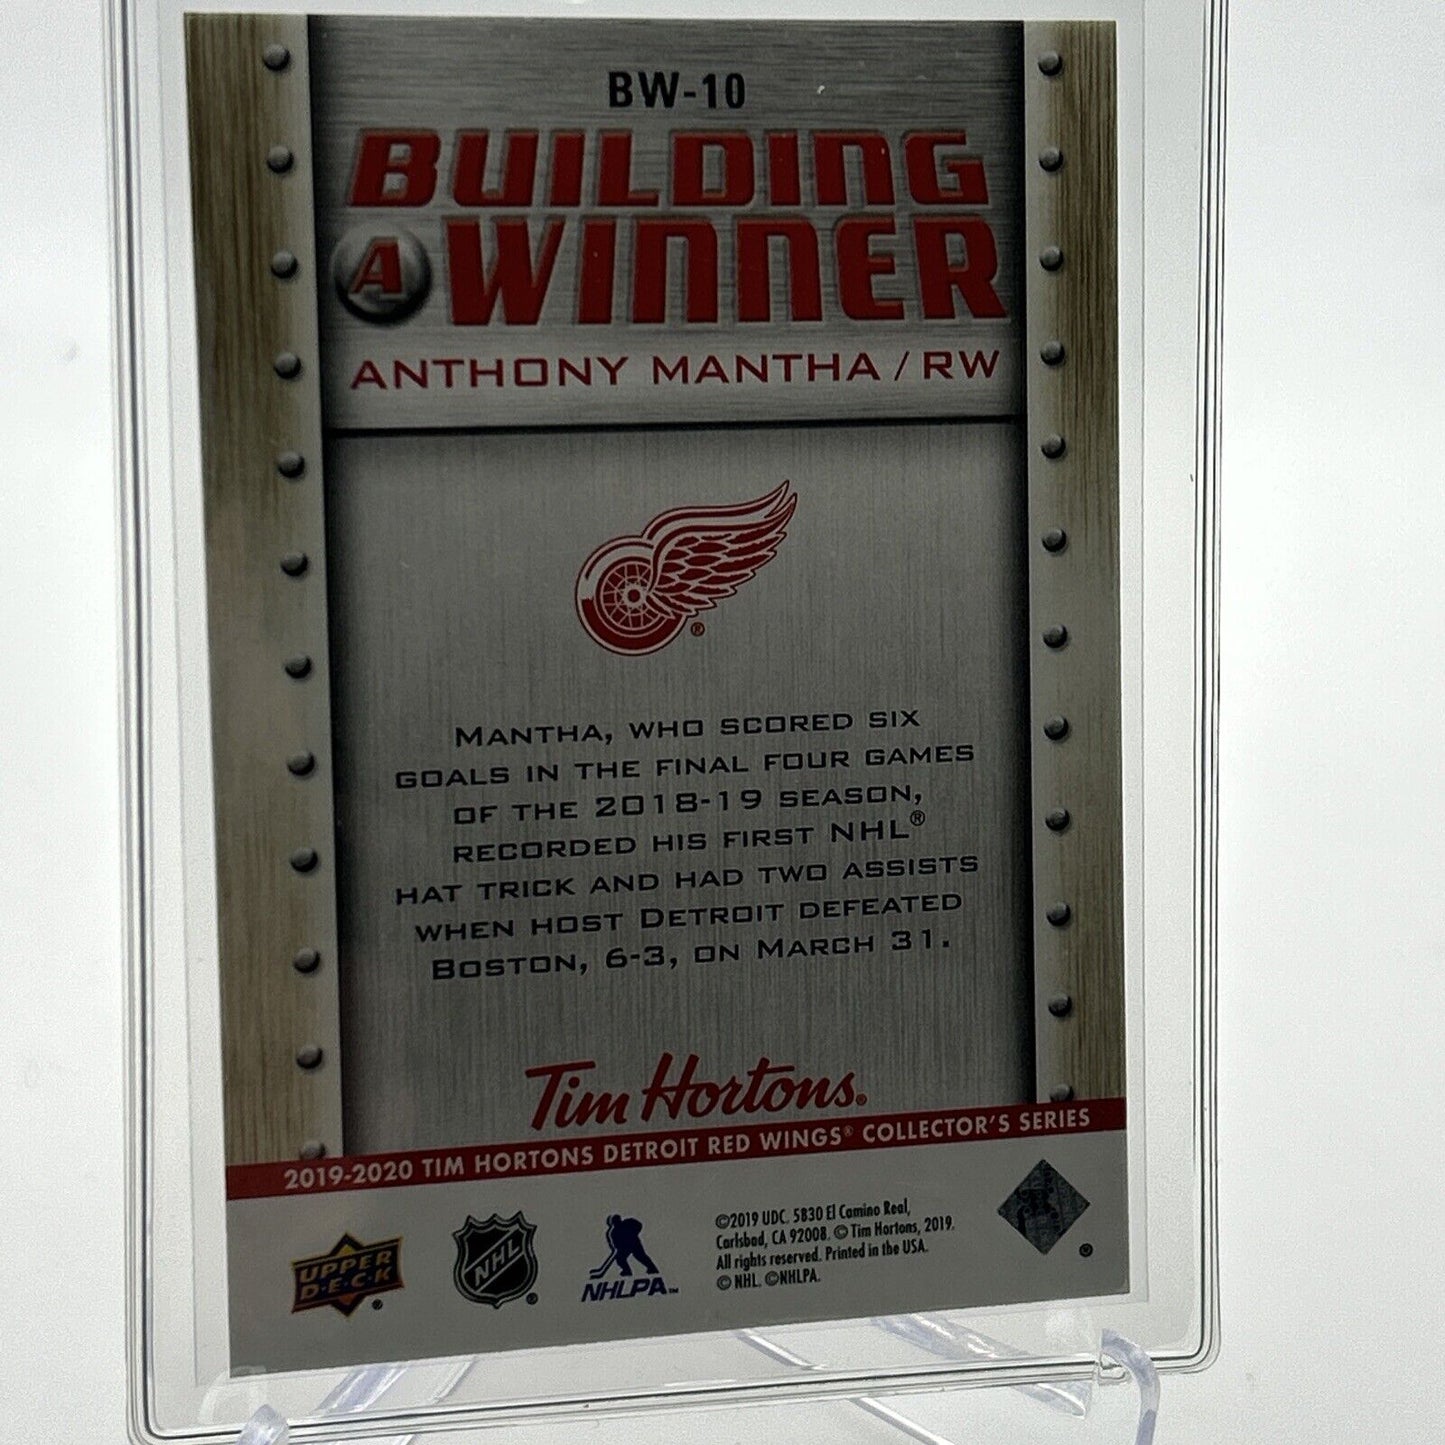 BW-10
BUILDING
A WINNER
ANTHONY MANTHA / RW
®
MANTHA, WHO SCORED SIX
GOALS IN THE FINAL FOUR GAMES
OF THE 2018-19 SEASON,
RECORDED HIS FIRST NHL®
HAT TRICK AND HAD TWO ASSISTS
WHEN HOST DETROIT DEFEATED
BOSTON, 6-3, ON MARCH 31.
Tim Hortons®
2019-2020 TIM HORTONS DETROIT RED WINGS® COLLECTOR'S SERIES
UPPER
D·E·C·K ®
NHL ®
NHLPA™
©2019 UDC. 5830 El Camino Real,
Carlsbad, CA 92008. © Tim Hortons, 2019.
All rights reserved. Printed in the USA.
© NHL. ©NHLPA.
®